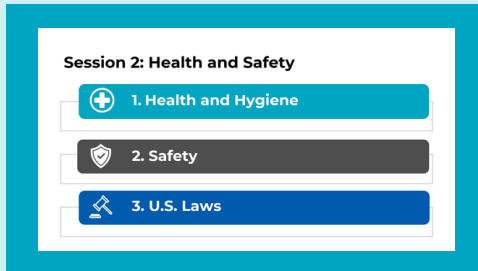 Session 2: Health and Safety
1. Health and Hygiene
2. Safety
3. U.S. Laws